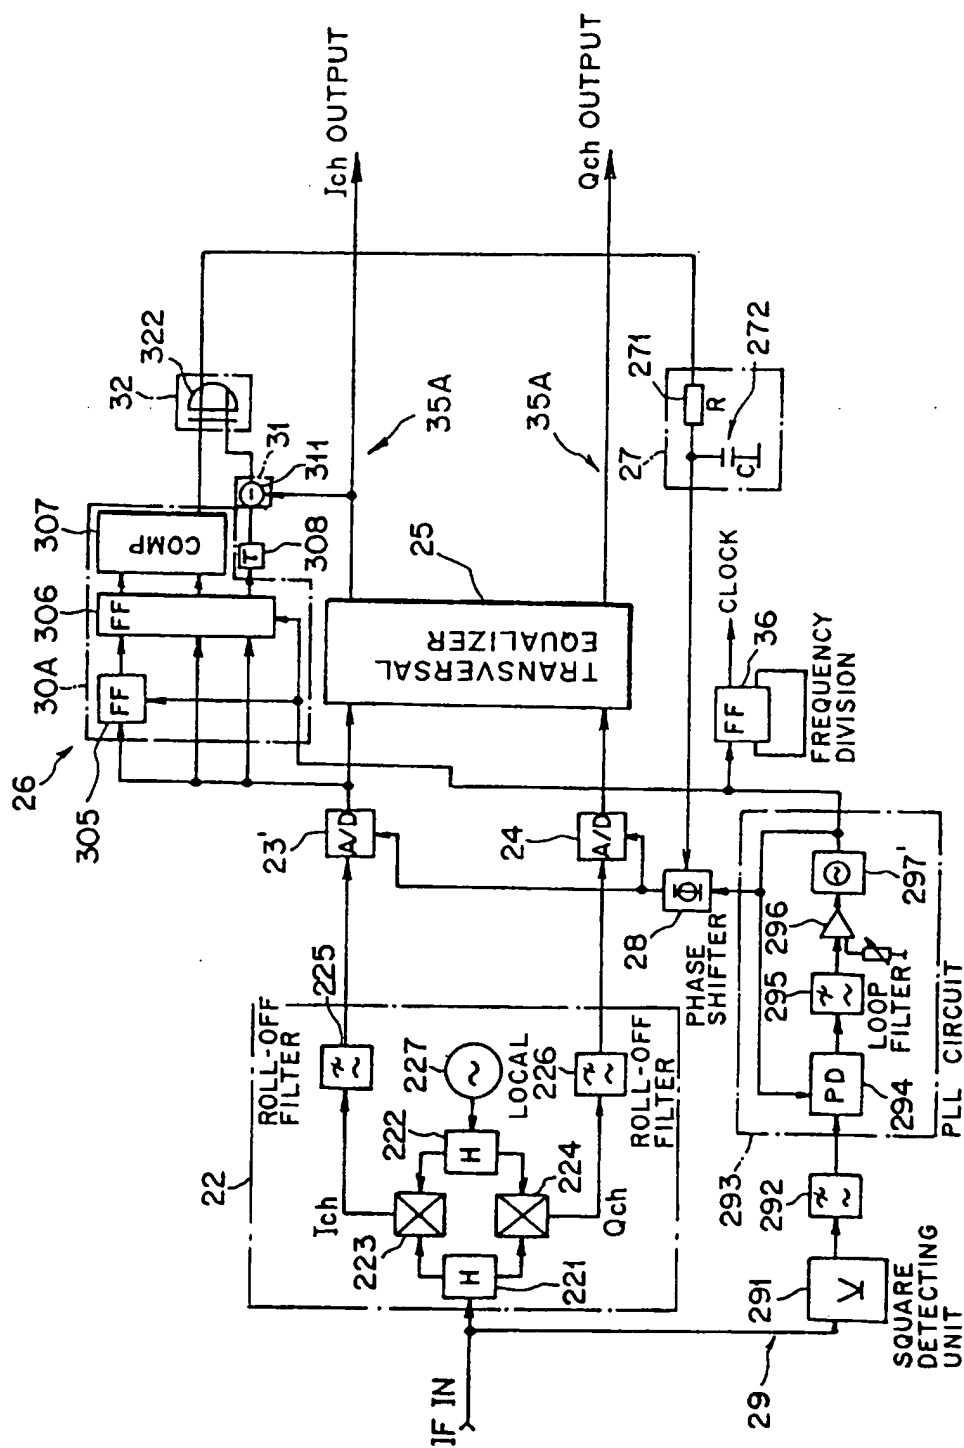 IF IN
29
22
221
H
222
H
223
224
Ich
Qch
227
LOCAL
ROLL-OFF
FILTER
225
226
ROLL-OFF
FILTER
23'
A/D
24
A/D
28
Φ
PHASE
SHIFTER
26
30A
305
FF
306
FF
307
COMP
308
τ
31
311
32
322
25
TRANSVERSAL
EQUALIZER
35A
35A
Ich OUTPUT
Qch OUTPUT
27
271
R
272
C
CLOCK
36
FF
FREQUENCY
DIVISION
SQUARE
DETECTING
UNIT
291
292
293
PD
294
295
LOOP
FILTER
296
297'
PLL CIRCUIT